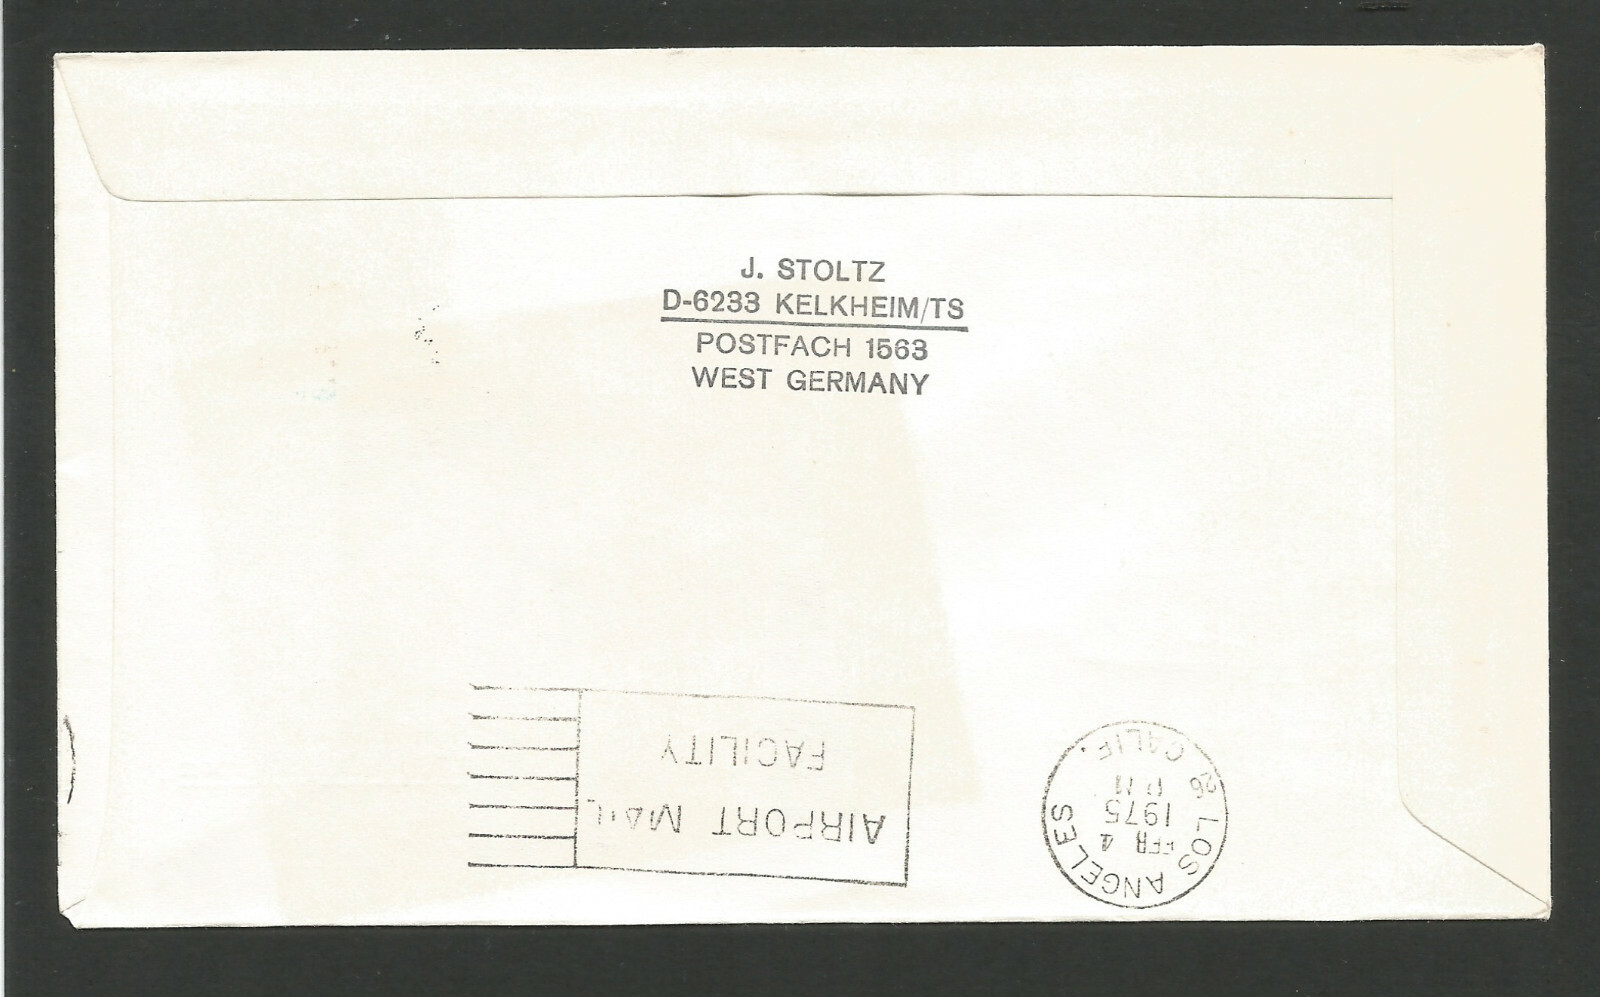 J. STOLTZ
D-6233 KELKHEIM/TS
POSTFACH 1563
WEST GERMANY
AIRPORT MAIL
FACILITY
LOS ANGELES
CALIF.
FEB 4
1975